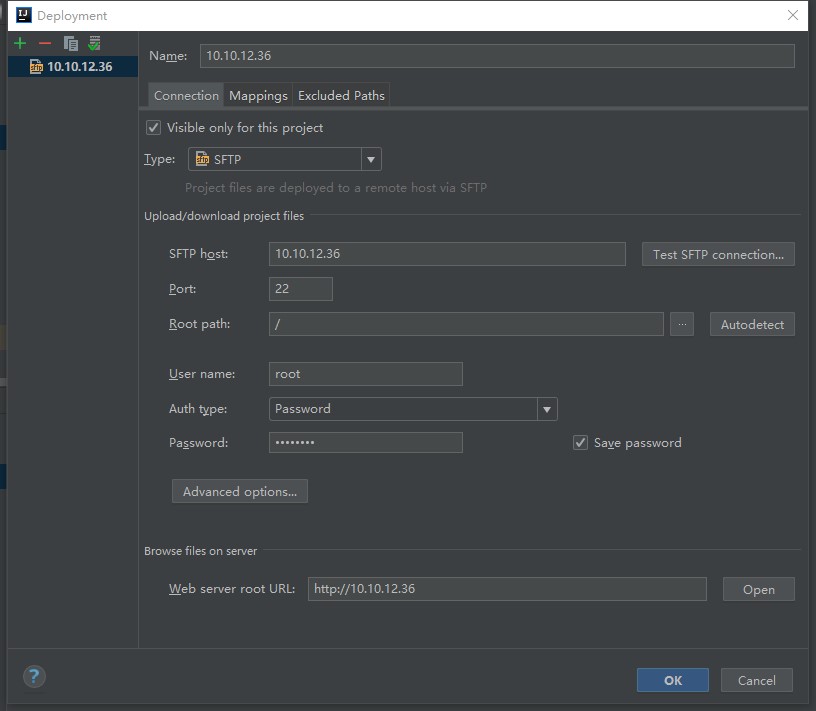 Deployment
10.10.12.36
Name: 10.10.12.36
Connection Mappings Excluded Paths
Visible only for this project
Type: SFTP
Project files are deployed to a remote host via SFTP
Upload/download project files
SFTP host: 10.10.12.36 Test SFTP connection...
Port: 22
Root path: / ... Autodetect
User name: root
Auth type: Password
Password: •••••••• Save password
Advanced options...
Browse files on server
Web server root URL: http://10.10.12.36 Open
? OK Cancel